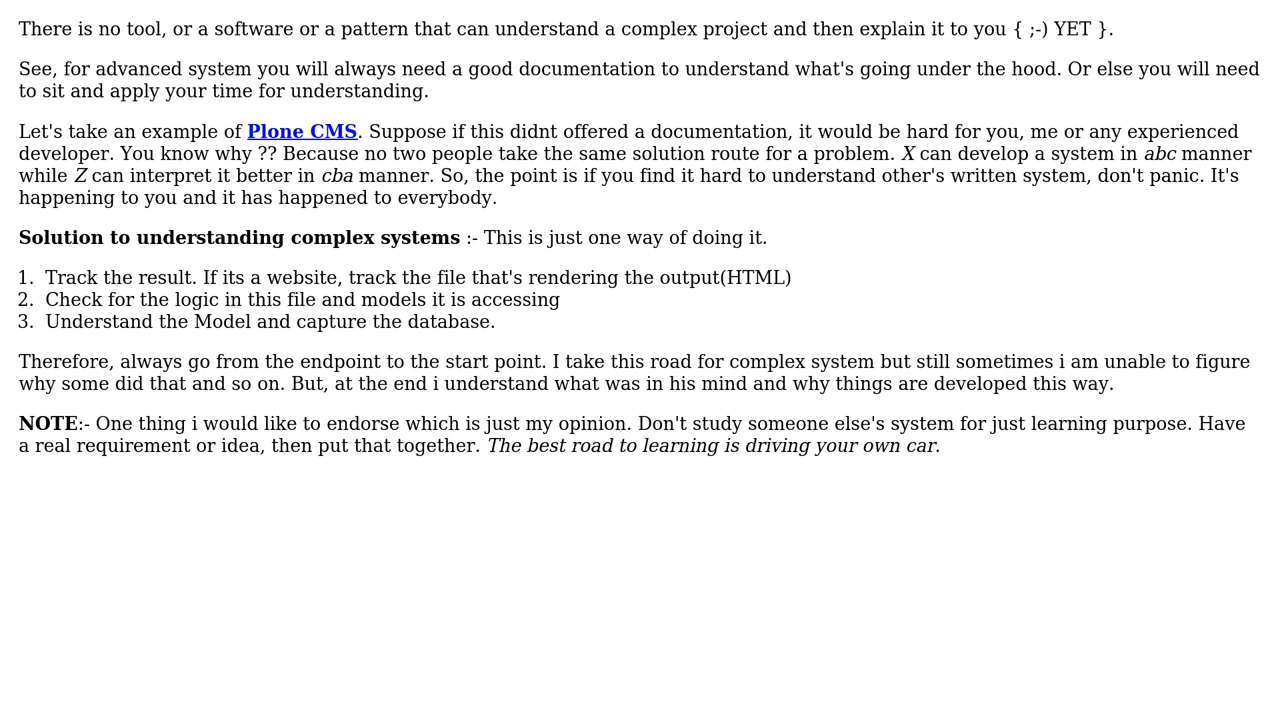 There is no tool, or a software or a pattern that can understand a complex project and then explain it to you { ;-) YET }.
See, for advanced system you will always need a good documentation to understand what's going under the hood. Or else you will need
to sit and apply your time for understanding.
Let's take an example of Plone CMS. Suppose if this didnt offered a documentation, it would be hard for you, me or any experienced
developer. You know why ?? Because no two people take the same solution route for a problem. X can develop a system in abc manner
while Z can interpret it better in cba manner. So, the point is if you find it hard to understand other's written system, don't panic. It's
happening to you and it has happened to everybody.
Solution to understanding complex systems :- This is just one way of doing it.
1. Track the result. If its a website, track the file that's rendering the output(HTML)
2. Check for the logic in this file and models it is accessing
3. Understand the Model and capture the database.
Therefore, always go from the endpoint to the start point. I take this road for complex system but still sometimes i am unable to figure
why some did that and so on. But, at the end i understand what was in his mind and why things are developed this way.
NOTE:- One thing i would like to endorse which is just my opinion. Don't study someone else's system for just learning purpose. Have
a real requirement or idea, then put that together. The best road to learning is driving your own car.